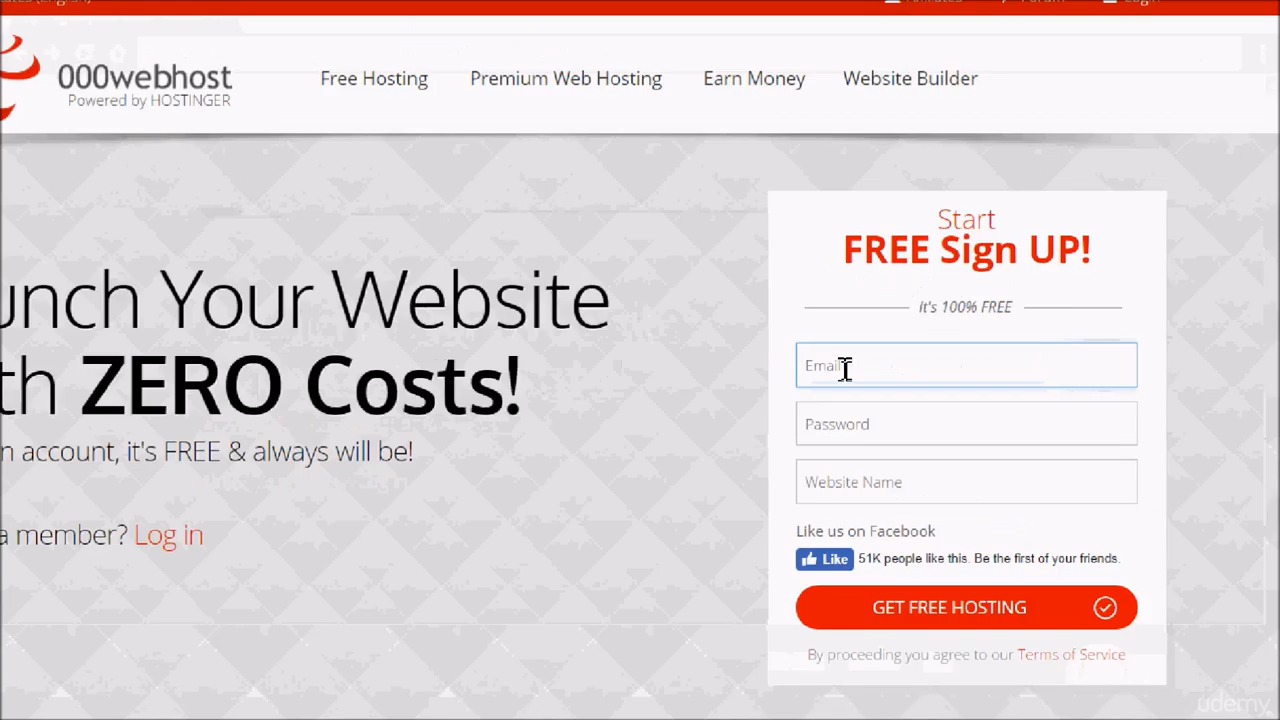 000webhost
Powered by HOSTINGER
Free Hosting
Premium Web Hosting
Earn Money
Website Builder
unch Your Website
th ZERO Costs!
n account, it's FREE & always will be!
a member? Log in
Start
FREE Sign UP!
it's 100% FREE
Email
Password
Website Name
Like us on Facebook
Like 51K people like this. Be the first of your friends.
GET FREE HOSTING
By proceeding you agree to our Terms of Service
udemy